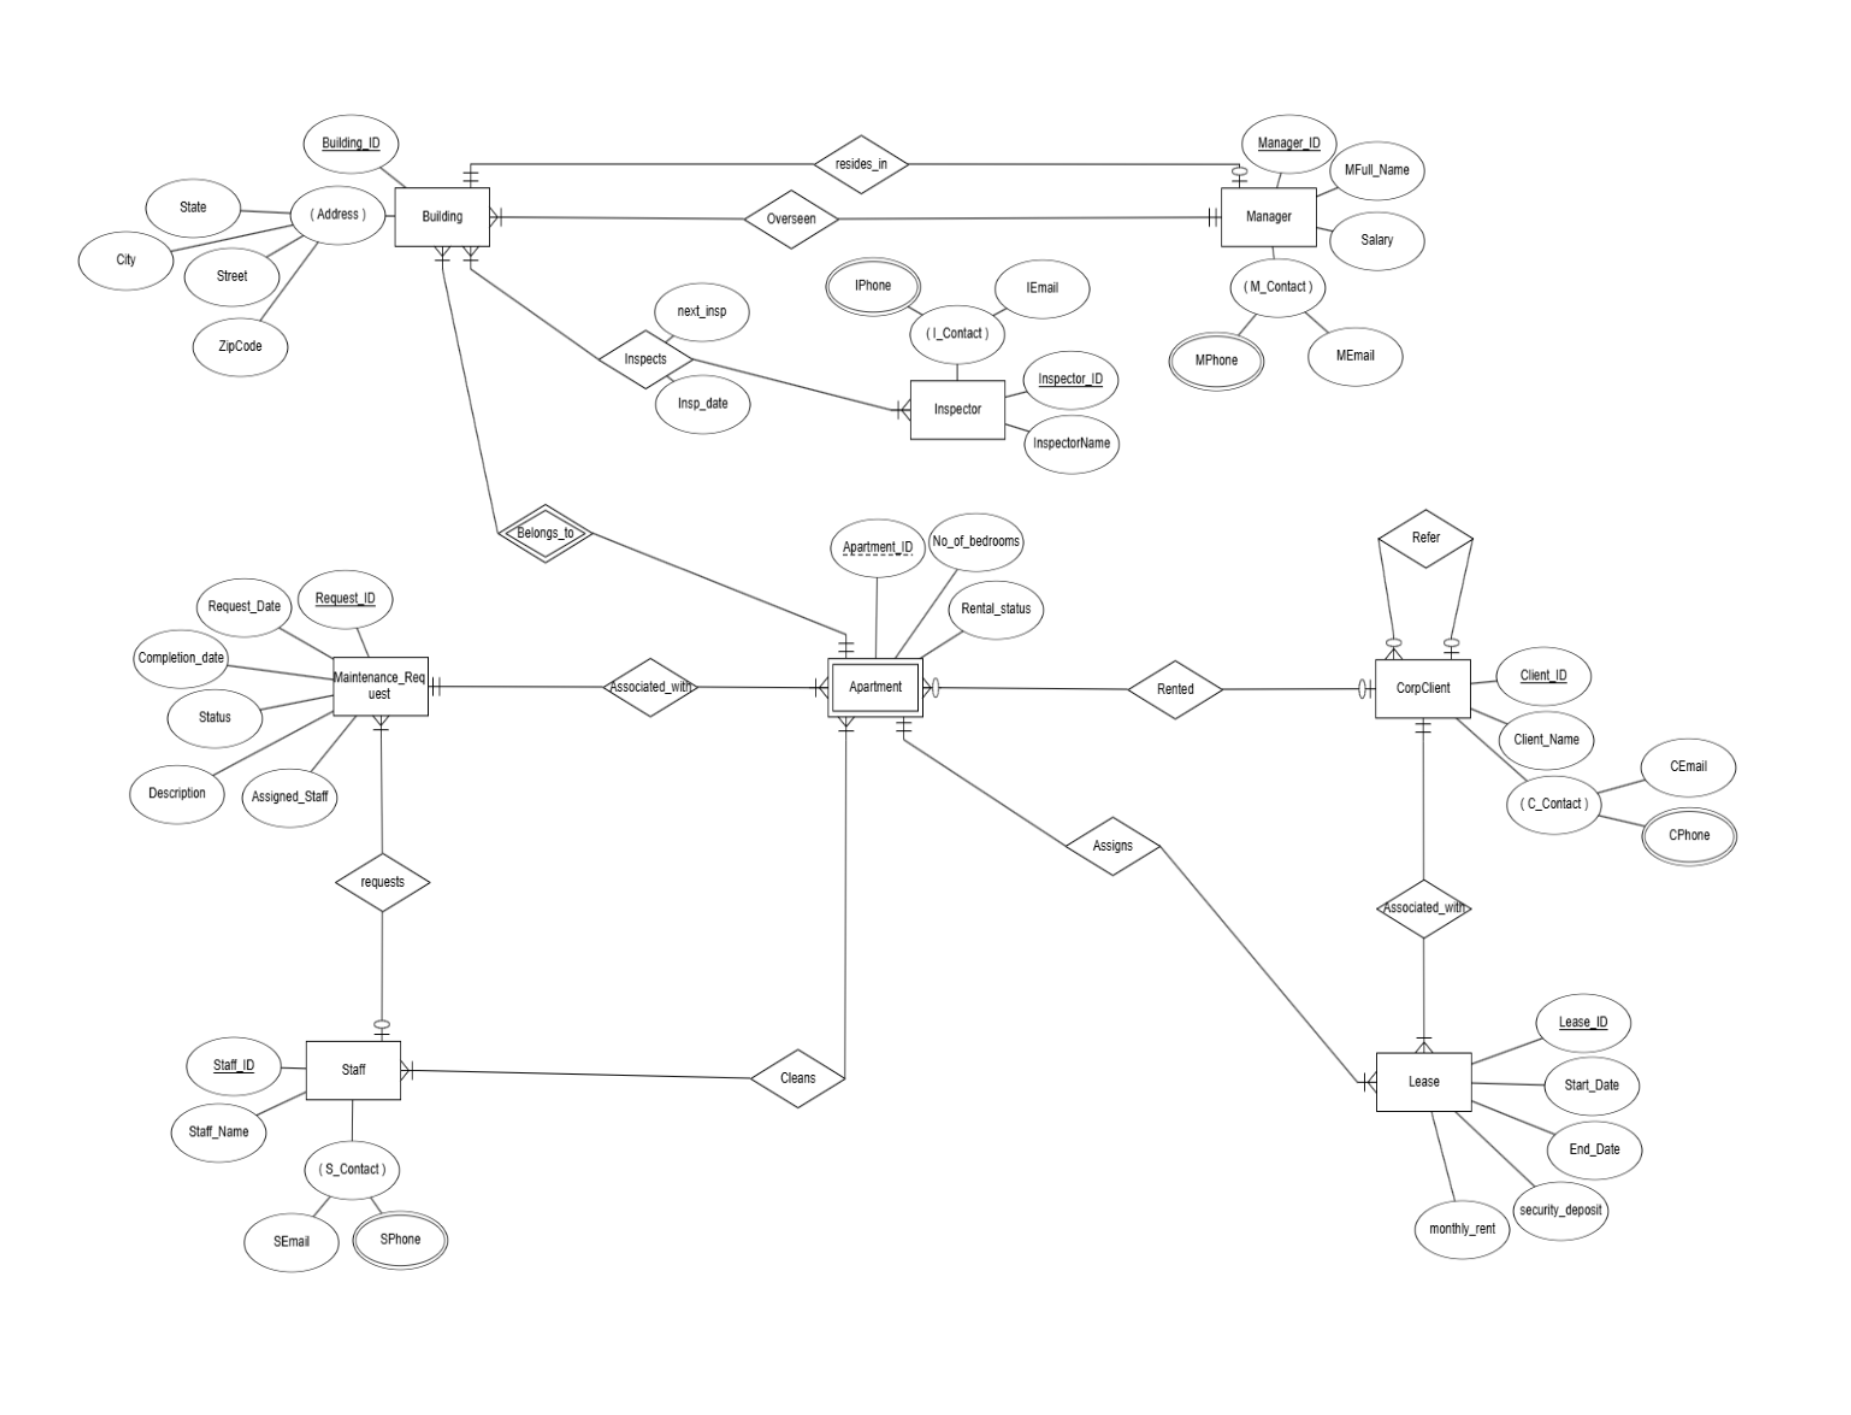 Building_ID
Manager_ID
resides_in
MFull_Name
State
( Address )
Building
Overseen
Manager
Salary
City
Street
IPhone
IEmail
( M_Contact )
next_insp
( I_Contact )
ZipCode
Inspects
MPhone
MEmail
Insp_date
Inspector
Inspector_ID
InspectorName
Belongs_to
Apartment_ID
No_of_bedrooms
Refer
Request_Date
Request_ID
Rental_status
Completion_date
Maintenance_Req
uest
Associated_with
Apartment
Rented
CorpClient
Client_ID
Status
Client_Name
CEmail
Description
Assigned_Staff
( C_Contact )
CPhone
Assigns
requests
Associated_with
Lease_ID
Staff_ID
Staff
Cleans
Lease
Start_Date
Staff_Name
End_Date
( S_Contact )
security_deposit
SEmail
SPhone
monthly_rent